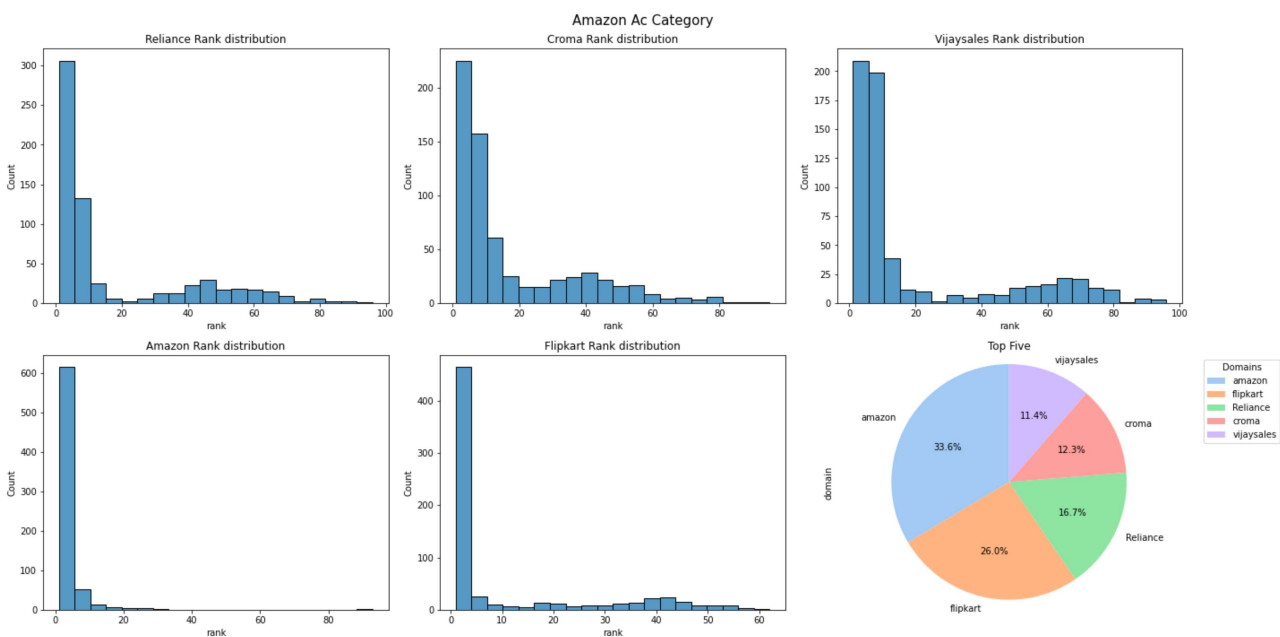 Amazon Ac Category
Reliance Rank distribution
300
250
200
150
100
50
0
Count
0 20 40 60 80 100
rank
Croma Rank distribution
200
150
100
50
0
Count
0 20 40 60 80
rank
Vijaysales Rank distribution
200
175
150
125
100
75
50
25
0
Count
0 20 40 60 80 100
rank
Amazon Rank distribution
600
500
400
300
200
100
0
Count
0 20 40 60 80
rank
Flipkart Rank distribution
400
300
200
100
0
Count
0 10 20 30 40 50 60
rank
Top Five
vijaysales
amazon
croma
11.4%
33.6%
12.3%
domain
16.7%
Reliance
26.0%
flipkart
Domains
amazon
flipkart
Reliance
croma
vijaysales